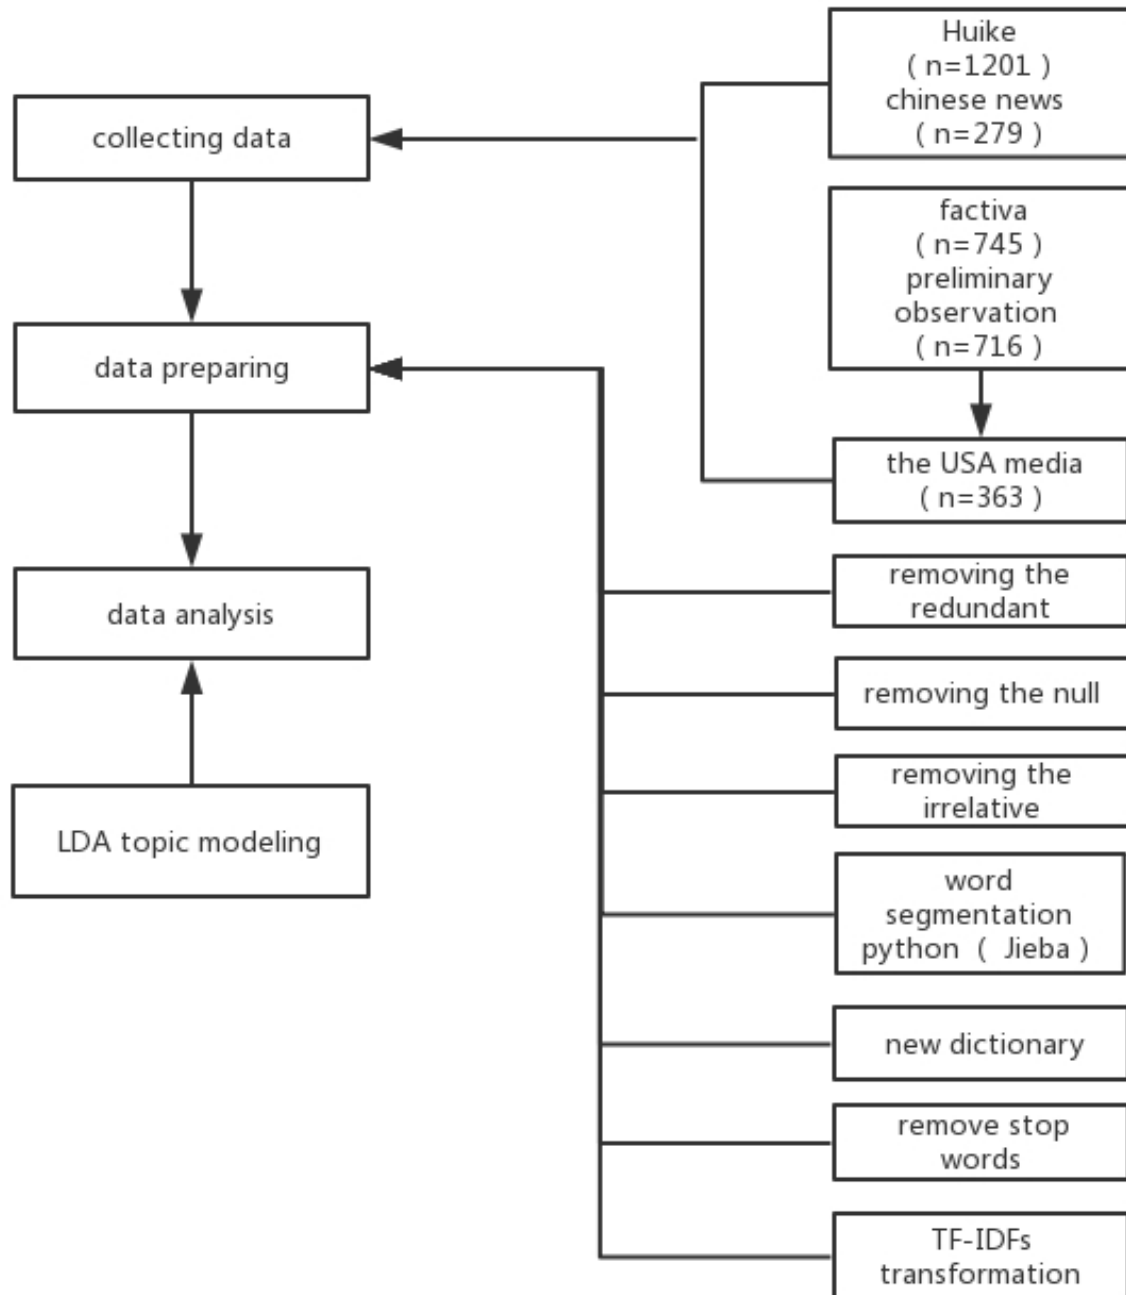 Huike
( n=1201 )
chinese news
( n=279 )
collecting data
factiva
( n=745 )
preliminary
observation
( n=716 )
data preparing
the USA media
( n=363 )
removing the
redundant
data analysis
removing the null
removing the
irrelative
LDA topic modeling
word
segmentation
python ( Jieba )
new dictionary
remove stop
words
TF-IDFs
transformation